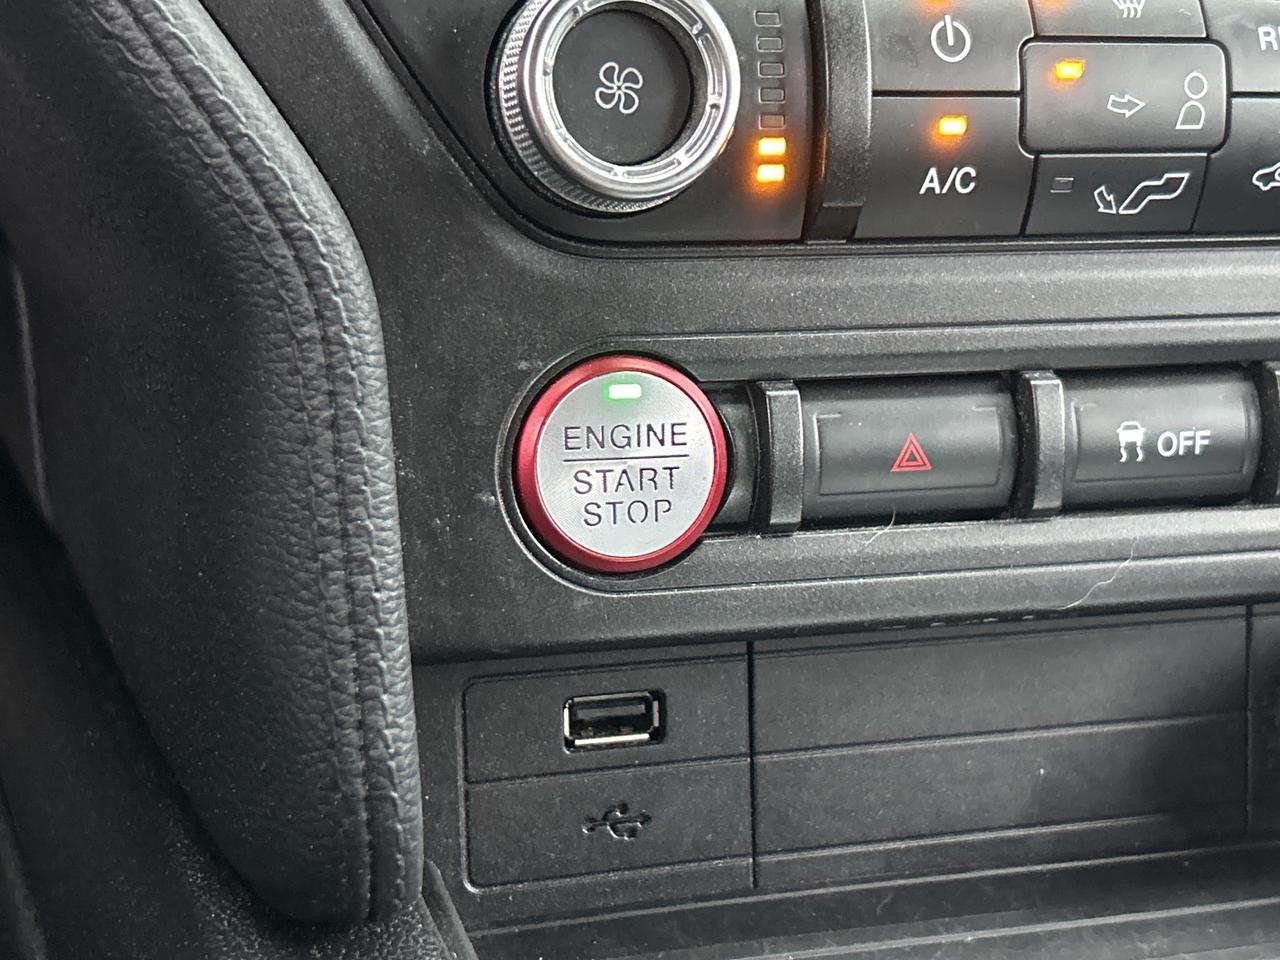 A/C
ENGINE
START
STOP
OFF